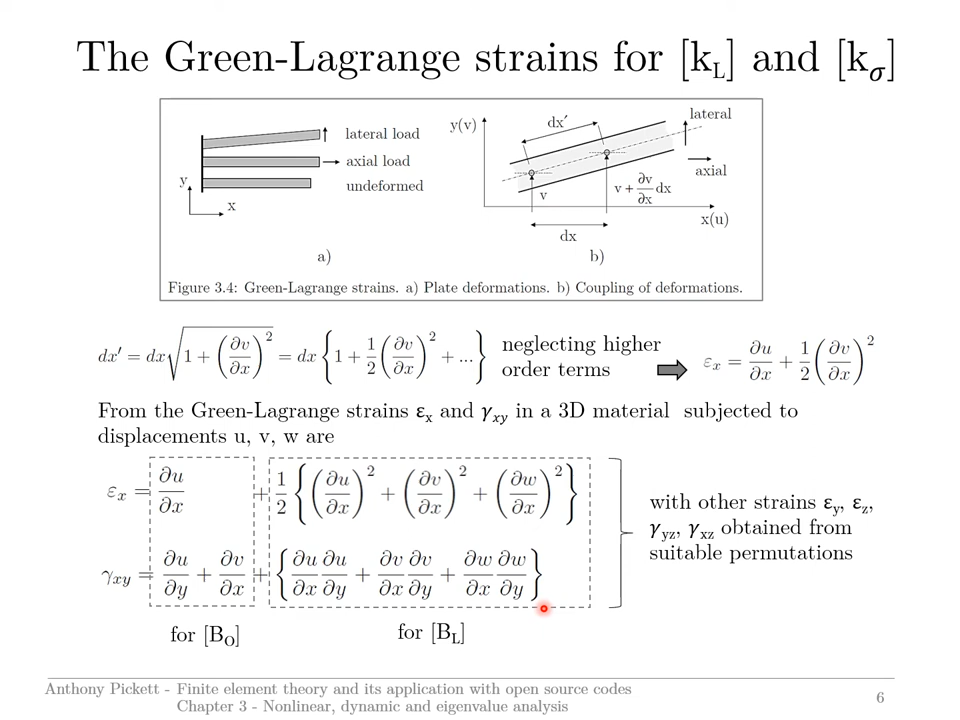 The Green-Lagrange strains for [k_L] and [k_σ]
lateral load
axial load
undeformed
y
x
a)
y(v)
dx′
lateral
axial
v
v + ∂v/∂x dx
x(u)
dx
b)
Figure 3.4: Green-Lagrange strains. a) Plate deformations. b) Coupling of deformations.
dx′ = dx√(1 + (∂v/∂x)²) = dx {1 + 1/2 (∂v/∂x)² + ...}
neglecting higher
order terms
ε_x = ∂u/∂x + 1/2 (∂v/∂x)²
From the Green-Lagrange strains ε_x and γ_xy in a 3D material subjected to
displacements u, v, w are
ε_x = ∂u/∂x + 1/2 {(∂u/∂x)² + (∂v/∂x)² + (∂w/∂x)²}
γ_xy = ∂u/∂y + ∂v/∂x + {∂u/∂x ∂u/∂y + ∂v/∂x ∂v/∂y + ∂w/∂x ∂w/∂y}
with other strains ε_y, ε_z,
γ_yz, γ_xz obtained from
suitable permutations
for [B_O]
for [B_L]
Anthony Pickett - Finite element theory and its application with open source codes
Chapter 3 - Nonlinear, dynamic and eigenvalue analysis
6